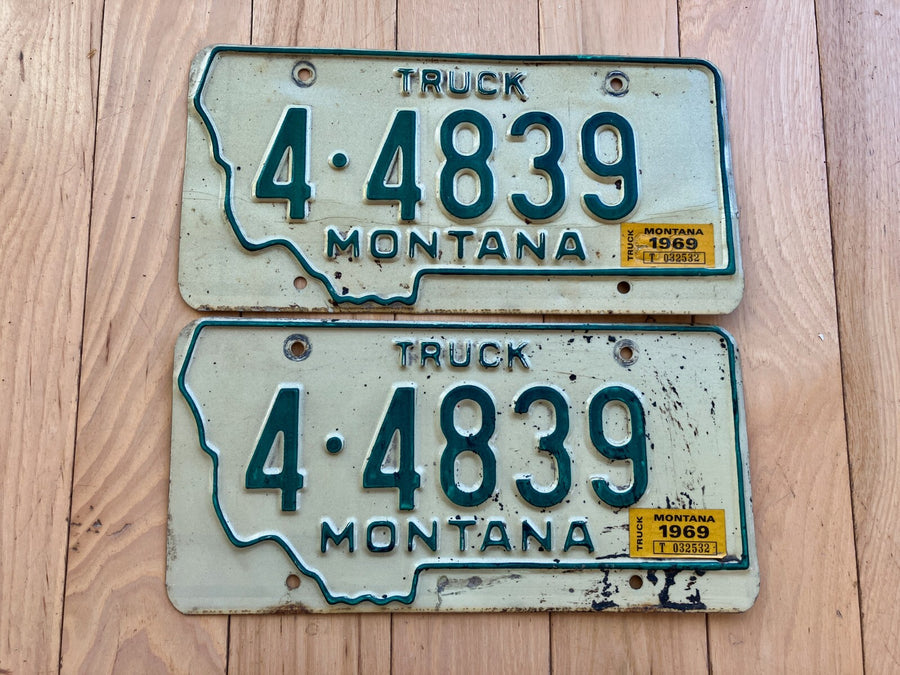 TRUCK
4·4839
MONTANA
TRUCK
MONTANA
1969
T 032532
TRUCK
4·4839
MONTANA
TRUCK
MONTANA
1969
T 032532